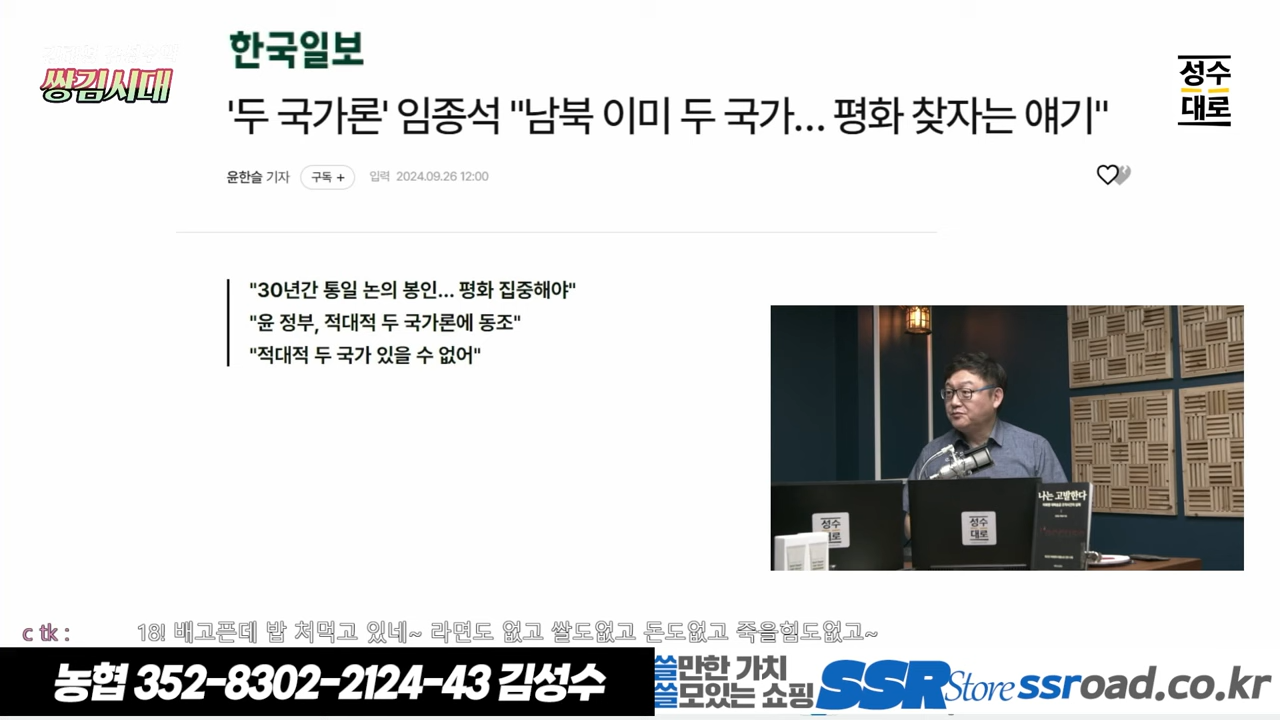 쌍김시대
한국일보
성수
대로
'두 국가론' 임종석 "남북 이미 두 국가... 평화 찾자는 얘기"
윤한슬 기자 구독 + 입력 2024.09.26 12:00
"30년간 통일 논의 봉인... 평화 집중해야"
"윤 정부, 적대적 두 국가론에 동조"
"적대적 두 국가 있을 수 없어"
나는 고발한다
성수
대로
성수
대로
c tk : 18! 배고픈데 밥 쳐먹고 있네~ 라면도 없고 쌀도없고 돈도없고 죽을힘도없고~
농협 352-8302-2124-43 김성수
쓸만한 가치
쓸모있는 쇼핑
SSR Store ssroad.co.kr